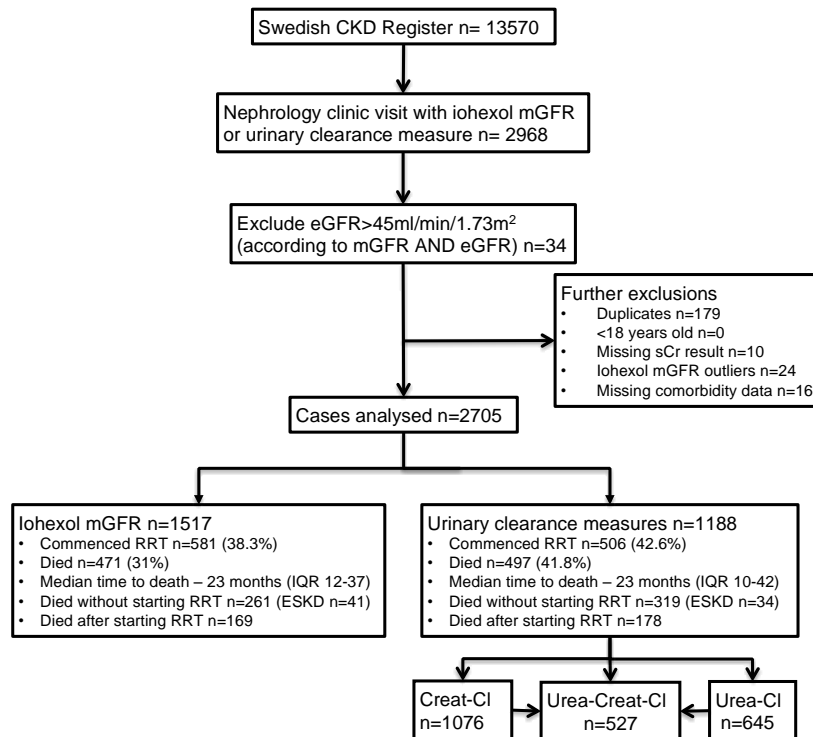 Swedish CKD Register n= 13570
Nephrology clinic visit with iohexol mGFR
or urinary clearance measure n= 2968
Exclude eGFR>45ml/min/1.73m²
(according to mGFR AND eGFR) n=34
Further exclusions
• Duplicates n=179
• <18 years old n=0
• Missing sCr result n=10
• Iohexol mGFR outliers n=24
• Missing comorbidity data n=16
Cases analysed n=2705
Iohexol mGFR n=1517
• Commenced RRT n=581 (38.3%)
• Died n=471 (31%)
• Median time to death – 23 months (IQR 12-37)
• Died without starting RRT n=261 (ESKD n=41)
• Died after starting RRT n=169
Urinary clearance measures n=1188
• Commenced RRT n=506 (42.6%)
• Died n=497 (41.8%)
• Median time to death – 23 months (IQR 10-42)
• Died without starting RRT n=319 (ESKD n=34)
• Died after starting RRT n=178
Creat-Cl
n=1076
Urea-Creat-Cl
n=527
Urea-Cl
n=645